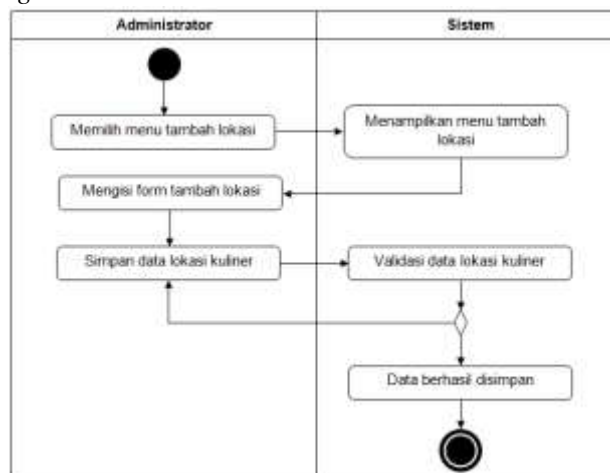 Administrator
Sistem
Memilih menu tambah lokasi
Menampilkan menu tambah
lokasi
Mengisi form tambah lokasi
Simpan data lokasi kuliner
Validasi data lokasi kuliner
Data berhasil disimpan